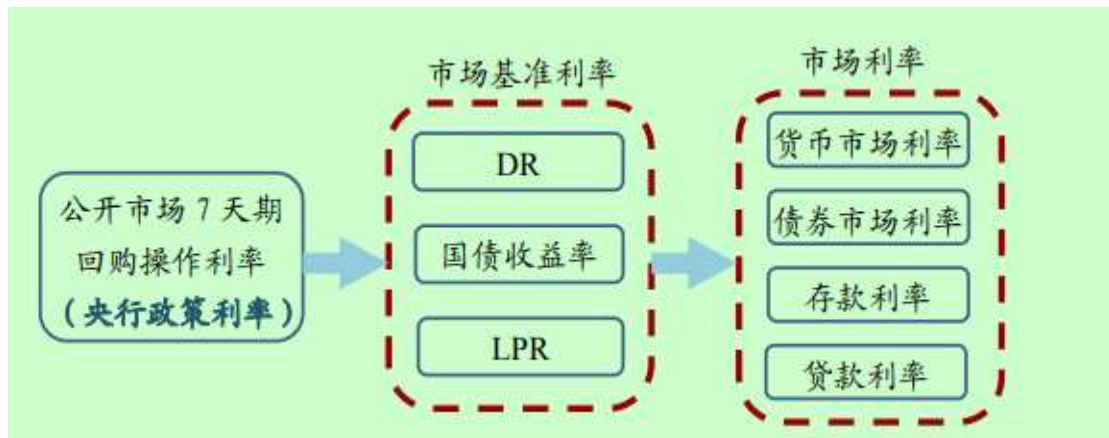 市场基准利率
市场利率
公开市场 7 天期
回购操作利率
（央行政策利率）
DR
国债收益率
LPR
货币市场利率
债券市场利率
存款利率
贷款利率